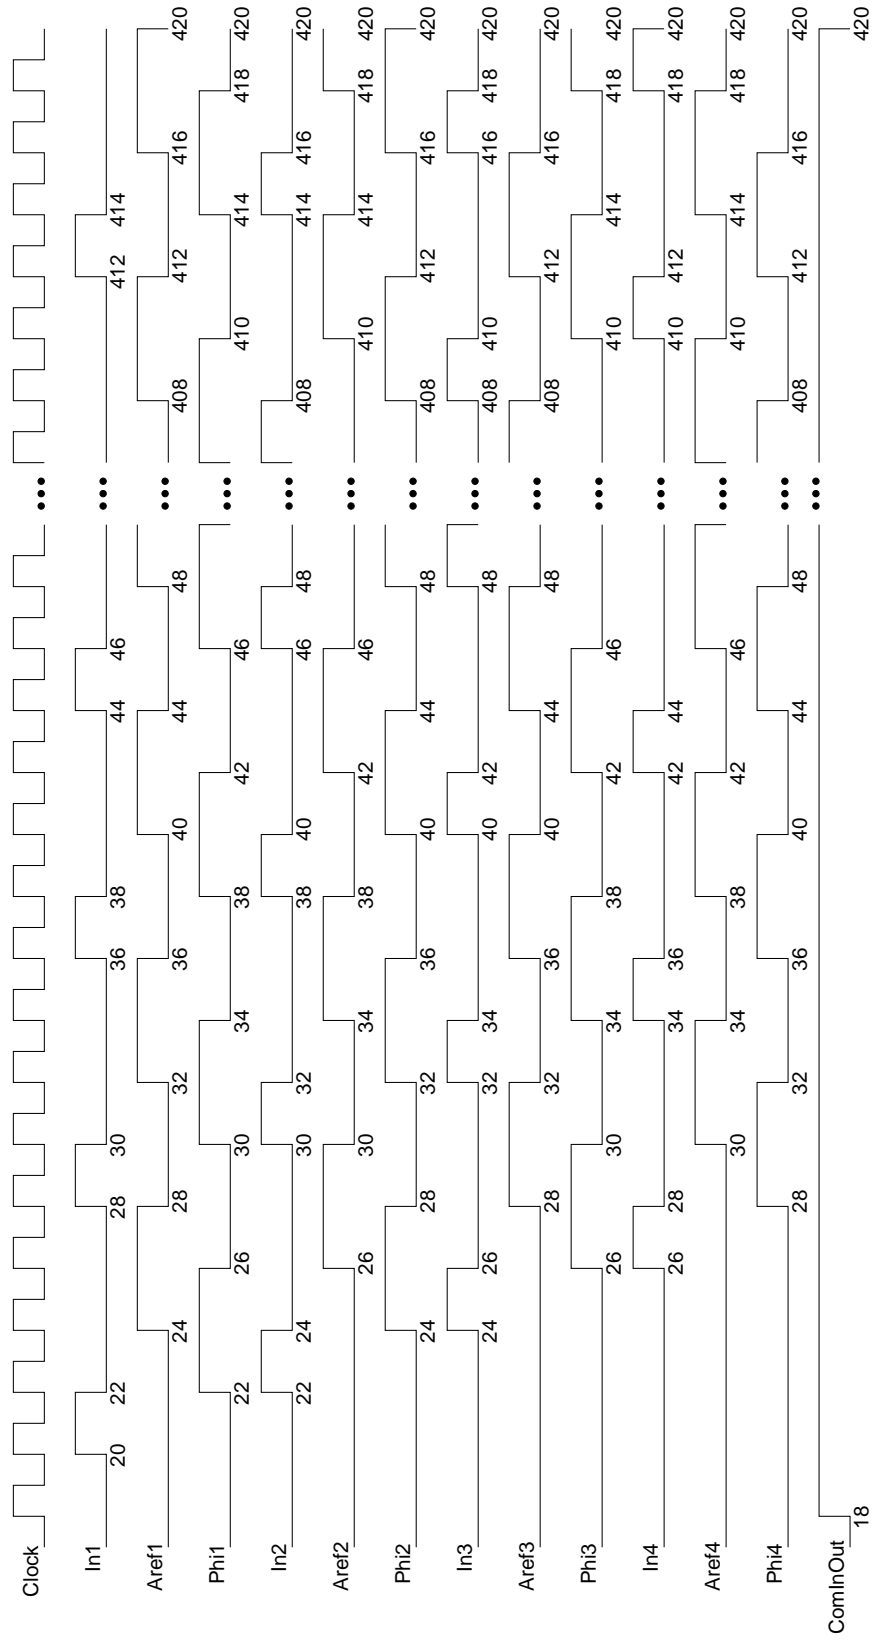 Clock
In1 20 22 28 30 36 38 44 46 412 414
Aref1 24 28 32 36 40 44 48 408 412 416 420
Phi1 22 26 30 34 38 42 46 410 414 418 420
In2 22 24 30 32 38 40 46 48 408 414 416 420
Aref2 26 30 34 38 42 46 410 414 418 420
Phi2 24 28 32 36 40 44 48 408 412 416 420
In3 24 26 32 34 40 42 48 408 410 416 418 420
Aref3 28 32 36 40 44 48 408 412 416 420
Phi3 26 30 34 38 42 46 410 414 418 420
In4 26 28 34 36 42 44 410 412 418 420
Aref4 30 34 38 42 46 410 414 418 420
Phi4 28 32 36 40 44 48 408 412 416 420
ComInOut 18 420